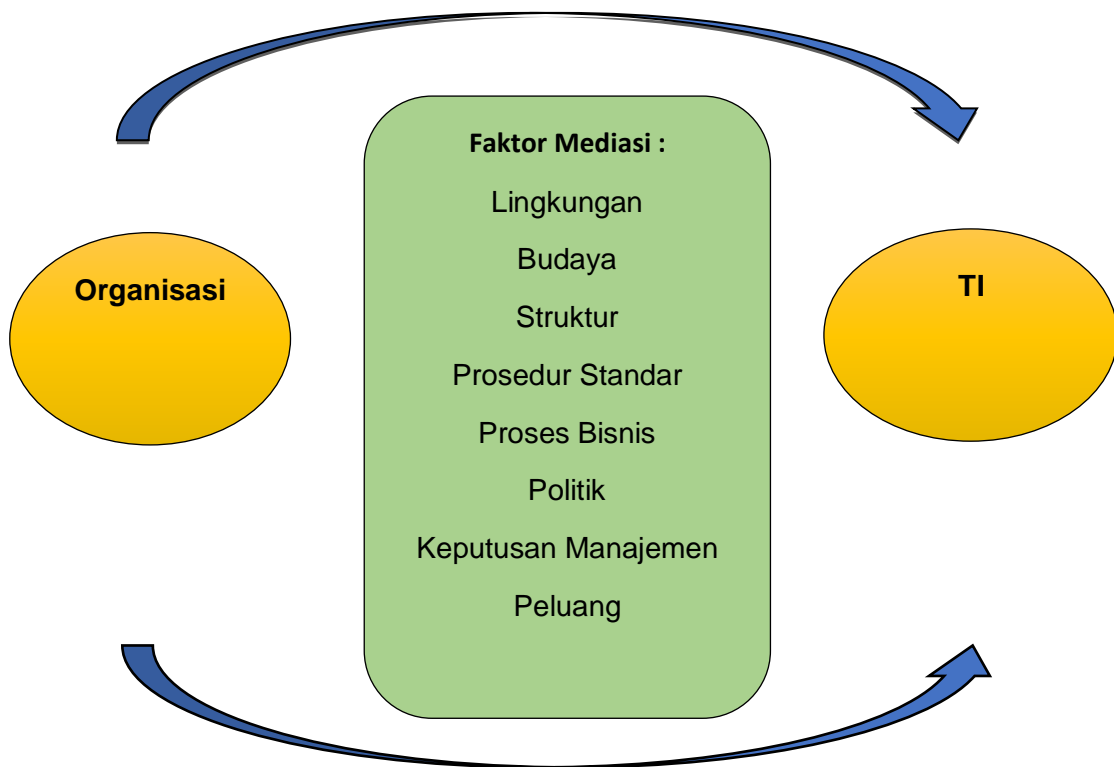 Faktor Mediasi :
Lingkungan
Budaya
Struktur
Prosedur Standar
Proses Bisnis
Politik
Keputusan Manajemen
Peluang
Organisasi
TI